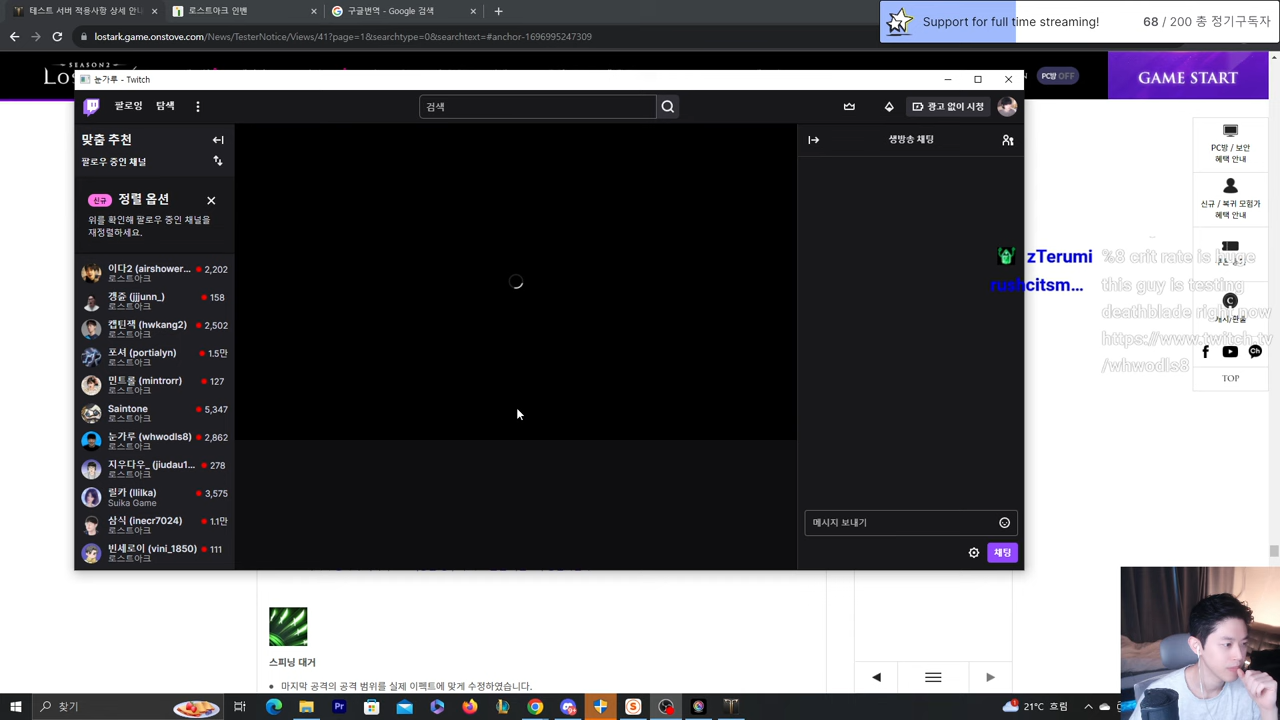 테스트 서버 적용사항 상세 안내
로스트아크 인벤
구글번역 - Google 검색
lostark.game.onstove.com/News/TesterNotice/Views/41?page=1&searchtype=0&searchtext=#anchor-1696995247309
Support for full time streaming!
68 / 200 종 정기구독자
SEASON2
PC방 OFF
GAME START
눈가루 - Twitch
팔로잉
탐색
검색
광고 없이 시청
맞춤 추천
팔로우 중인 채널
신규 정렬 옵션
위를 확인해 팔로우 중인 채널을
재정렬하세요.
이다2 (airshower... 2,202
로스트아크
갱쥰 (jjjunn_) 158
로스트아크
캡틴잭 (hwkang2) 2,502
로스트아크
포셔 (portialyn) 1.5만
로스트아크
민트롤 (mintrorr) 127
로스트아크
Saintone 5,347
로스트아크
눈가루 (whwodls8) 2,862
로스트아크
지우다우_ (jiudau1... 278
로스트아크
릴카 (llilka) 3,575
Suika Game
삼식 (inecr7024) 1.1만
로스트아크
빈세로이 (vini_1850) 111
로스트아크
생방송 채팅
메시지 보내기
채팅
PC방 / 보안
혜택 안내
신규 / 복귀 모험가
혜택 안내
캐시/환불
TOP
zTerumi %8 crit rate is huge
rushcitsm... this guy is testing
deathblade right now
https://www.twitch.tv
/whwodls8
스피닝 대거
마지막 공격의 공격 범위를 실제 이펙트에 맞게 수정하였습니다.
찾기
21°C 흐림